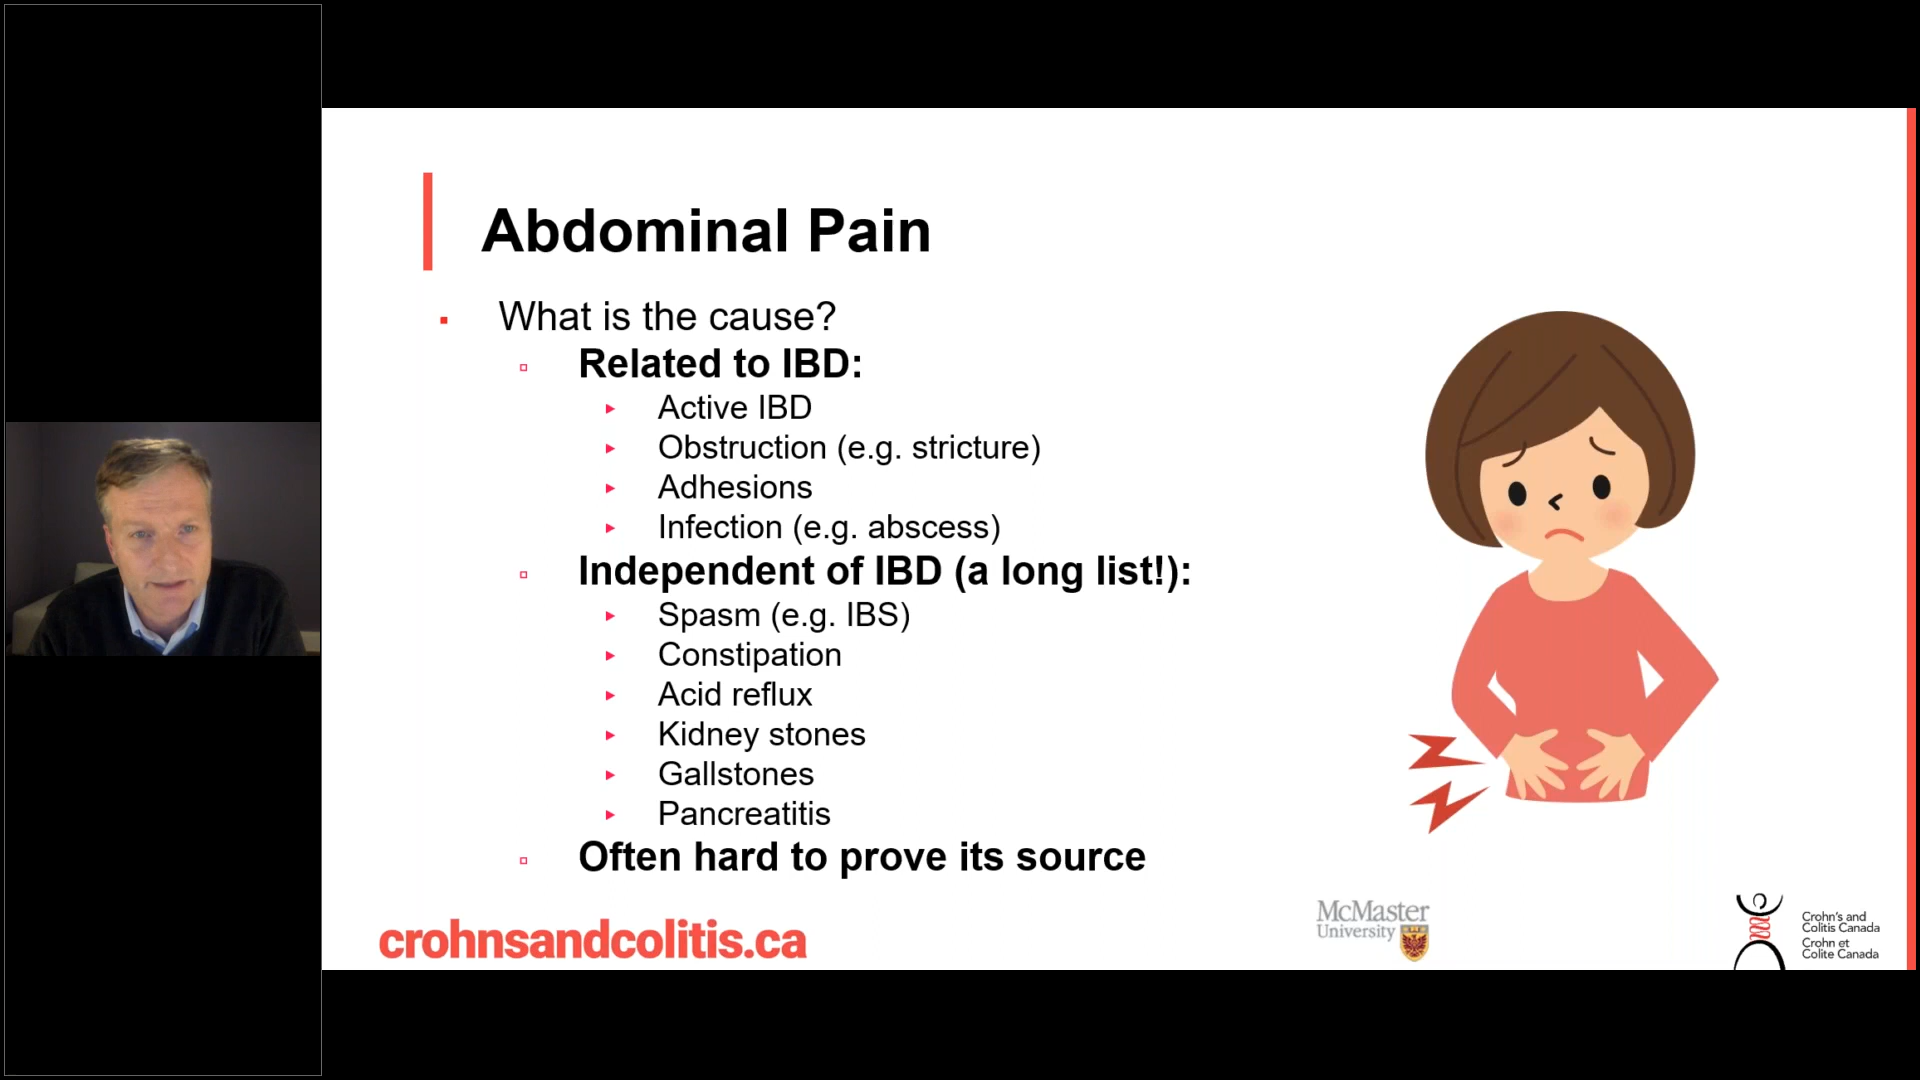 Abdominal Pain
What is the cause?
Related to IBD:
Active IBD
Obstruction (e.g. stricture)
Adhesions
Infection (e.g. abscess)
Independent of IBD (a long list!):
Spasm (e.g. IBS)
Constipation
Acid reflux
Kidney stones
Gallstones
Pancreatitis
Often hard to prove its source
crohnsandcolitis.ca
McMaster
University
Crohn's and
Colitis Canada
Crohn et
Colite Canada